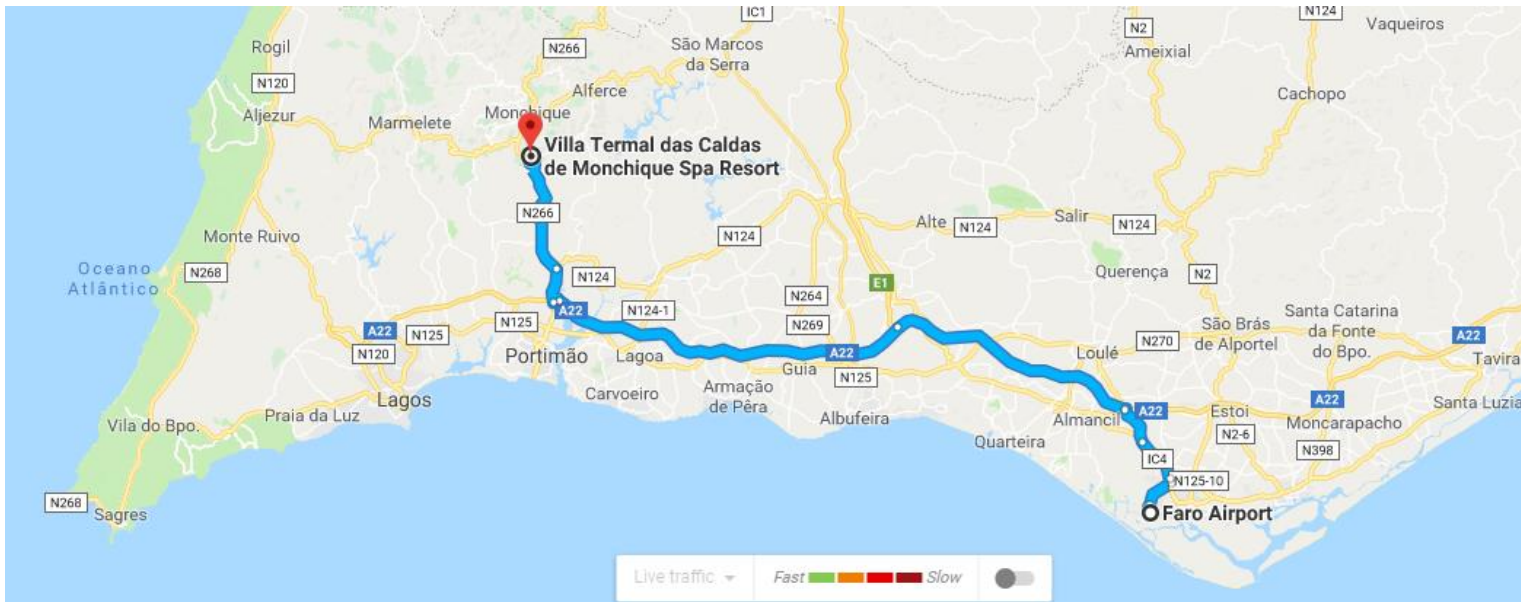 N124
Vaqueiros
IC1
N2
Rogil
N266
São Marcos
da Serra
Ameixial
N120
Alferce
Cachopo
Aljezur
Marmelete
Monchique
Villa Termal das Caldas
de Monchique Spa Resort
N266
Alte
N124
Salir
N124
Monte Ruivo
N124
Oceano
Atlântico
N268
N124
Querença
N2
E1
N264
A22
N124-1
Santa Catarina
da Fonte
do Bpo.
A22
N125
N125
N269
São Brás
de Alportel
A22
N120
Portimão
Lagoa
A22
Guia
Loulé
N270
Tavira
N125
Carvoeiro
Armação
de Pêra
Lagos
A22
Santa Luzia
Praia da Luz
Albufeira
Almancil
A22
Estoi
Vila do Bpo.
Moncarapacho
Quarteira
N2-6
N398
IC4
N268
N125-10
Sagres
Faro Airport
Live traffic
Fast
Slow